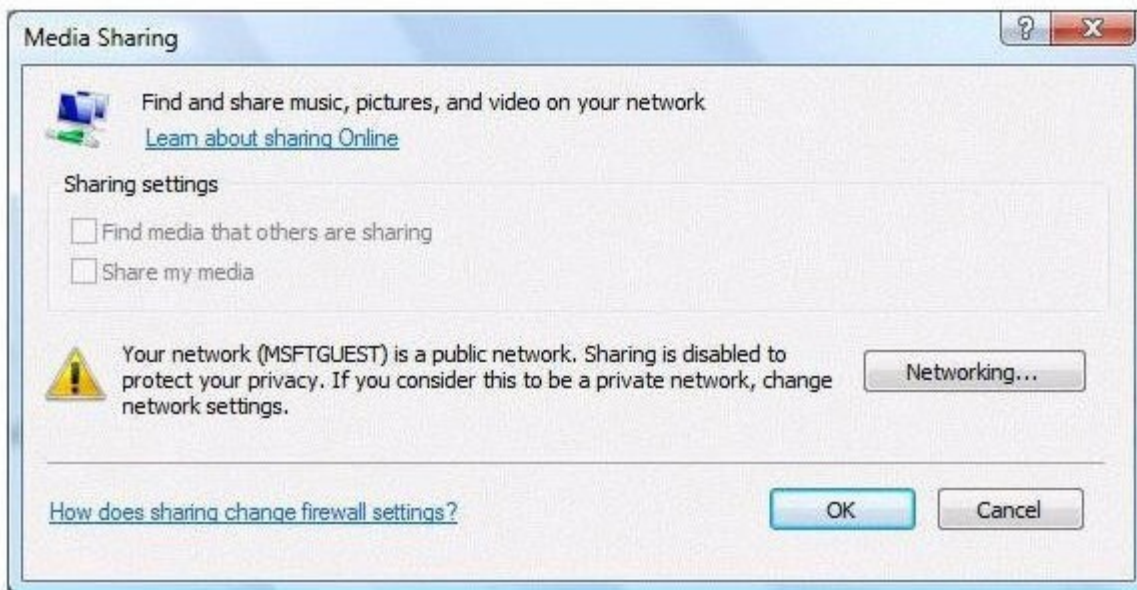 Media Sharing
Find and share music, pictures, and video on your network
Learn about sharing Online
Sharing settings
Find media that others are sharing
Share my media
Your network (MSFTGUEST) is a public network. Sharing is disabled to
protect your privacy. If you consider this to be a private network, change
network settings.
Networking...
How does sharing change firewall settings?
OK
Cancel